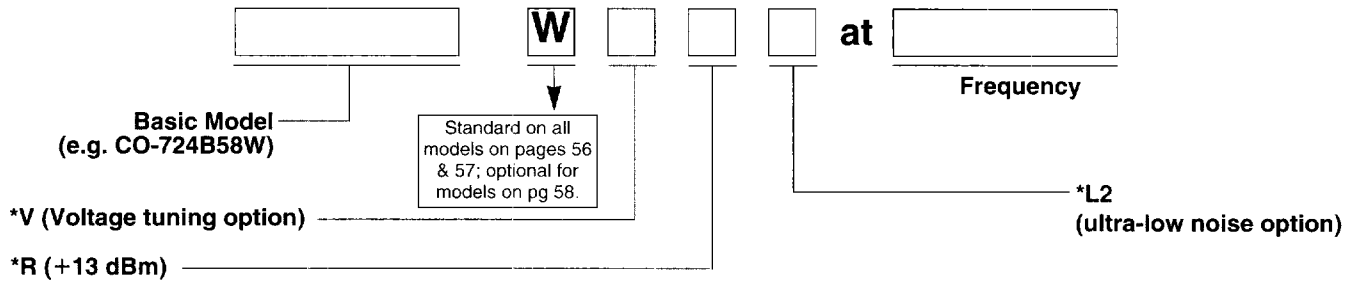 W at
Frequency
Basic Model
(e.g. CO-724B58W)
Standard on all
models on pages 56
& 57; optional for
models on pg 58.
*V (Voltage tuning option)
*L2
(ultra-low noise option)
*R (+13 dBm)